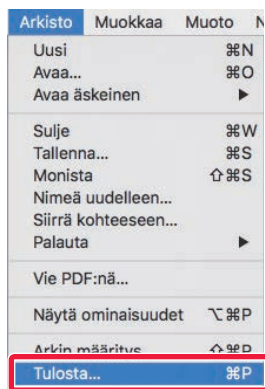 Arkisto Muokkaa Muoto N
Uusi ⌘N
Avaa... ⌘O
Avaa äskeinen ▶
Sulje ⌘W
Tallenna... ⌘S
Monista ⇧⌘S
Nimeä uudelleen...
Siirrä kohteeseen...
Palauta ▶
Vie PDF:nä...
Näytä ominaisuudet ⌥⌘P
Arkin määritys ⇧⌘P
Tulosta... ⌘P